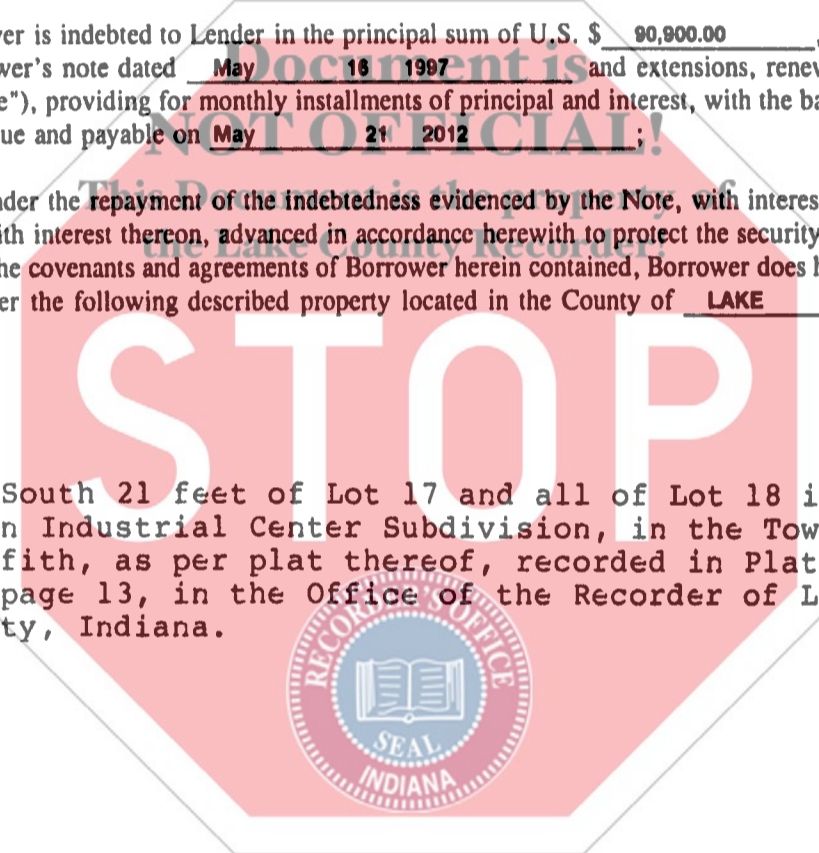 ver is indebted to Lender in the principal sum of U.S. $ 90,900.00
wer's note dated May 16 1997 and extensions, renew
e"), providing for monthly installments of principal and interest, with the ba
ue and payable on May 21 2012 ;
Document is
NOT OFFICIAL!
This Document is the property of
the Lake County Recorder!
nder the repayment of the indebtedness evidenced by the Note, with interes
ith interest thereon, advanced in accordance herewith to protect the security
he covenants and agreements of Borrower herein contained, Borrower does h
er the following described property located in the County of LAKE
STOP
South 21 feet of Lot 17 and all of Lot 18 i
n Industrial Center Subdivision, in the Tow
fith, as per plat thereof, recorded in Plat
page 13, in the Office of the Recorder of L
ty, Indiana.
RECORDER'S OFFICE
SEAL
INDIANA